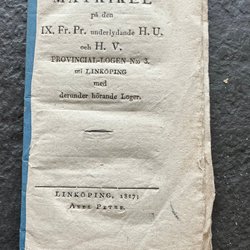 MATRIKEL
på den
IX. Fr. Pr. underlydande H. U.
och H. V.
PROVINCIAL-LOGEN No 3.
uti LINKÖPING
med
derunder hörande Loger.
LINKÖPING, 1817;
AXEL PETRE.